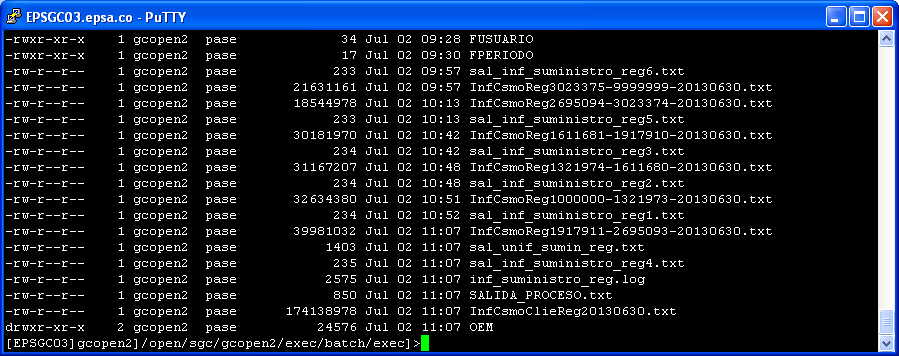 EPSGC03.epsa.co - PuTTY
-rwxr-xr-x 1 gcopen2 pase 34 Jul 02 09:28 FUSUARIO
-rwxr-xr-x 1 gcopen2 pase 17 Jul 02 09:30 FPERIODO
-rw-r--r-- 1 gcopen2 pase 233 Jul 02 09:57 sal_inf_suministro_reg6.txt
-rw-r--r-- 1 gcopen2 pase 21631161 Jul 02 09:57 InfCsmoReg3023375-9999999-20130630.txt
-rw-r--r-- 1 gcopen2 pase 18544978 Jul 02 10:13 InfCsmoReg2695094-3023374-20130630.txt
-rw-r--r-- 1 gcopen2 pase 233 Jul 02 10:13 sal_inf_suministro_reg5.txt
-rw-r--r-- 1 gcopen2 pase 30181970 Jul 02 10:42 InfCsmoReg1611681-1917910-20130630.txt
-rw-r--r-- 1 gcopen2 pase 234 Jul 02 10:42 sal_inf_suministro_reg3.txt
-rw-r--r-- 1 gcopen2 pase 31167207 Jul 02 10:48 InfCsmoReg1321974-1611680-20130630.txt
-rw-r--r-- 1 gcopen2 pase 234 Jul 02 10:48 sal_inf_suministro_reg2.txt
-rw-r--r-- 1 gcopen2 pase 32634380 Jul 02 10:51 InfCsmoReg1000000-1321973-20130630.txt
-rw-r--r-- 1 gcopen2 pase 234 Jul 02 10:52 sal_inf_suministro_reg1.txt
-rw-r--r-- 1 gcopen2 pase 39981032 Jul 02 11:07 InfCsmoReg1917911-2695093-20130630.txt
-rw-r--r-- 1 gcopen2 pase 1403 Jul 02 11:07 sal_unif_sumin_reg.txt
-rw-r--r-- 1 gcopen2 pase 235 Jul 02 11:07 sal_inf_suministro_reg4.txt
-rw-r--r-- 1 gcopen2 pase 2575 Jul 02 11:07 inf_suministro_reg.log
-rw-r--r-- 1 gcopen2 pase 850 Jul 02 11:07 SALIDA_PROCESO.txt
-rw-r--r-- 1 gcopen2 pase 174138978 Jul 02 11:07 InfCsmoClieReg20130630.txt
drwxr-xr-x 2 gcopen2 pase 24576 Jul 02 11:07 OEM
[EPSGC03]gcopen2]/open/sgc/gcopen2/exec/batch/exec]>